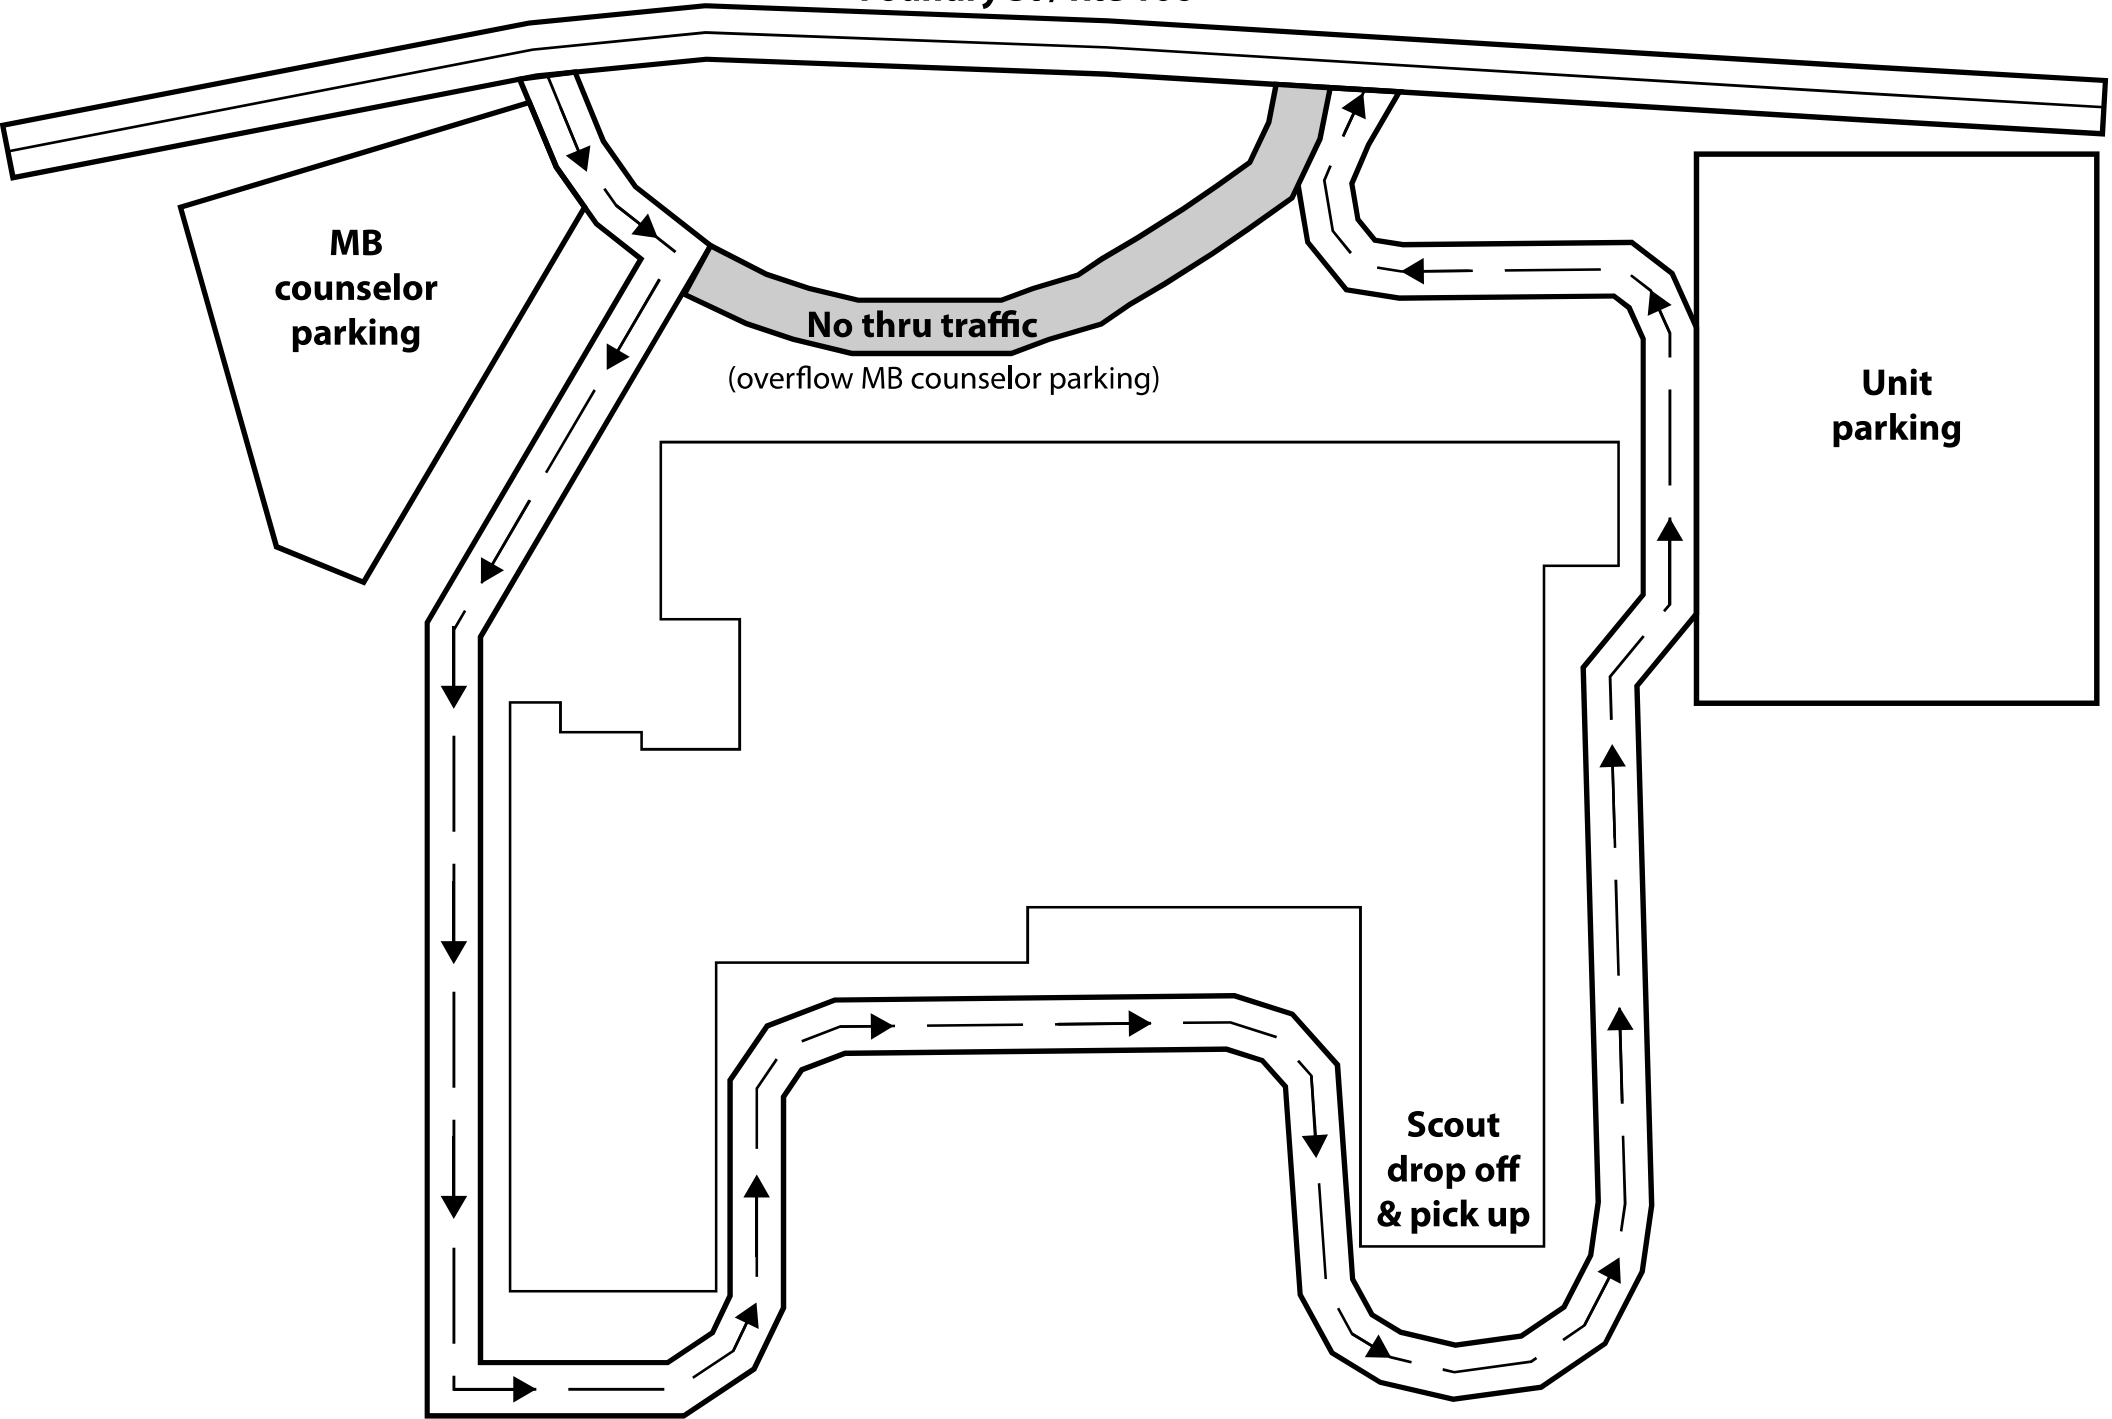 MB
counselor
parking
No thru traffic
(overflow MB counselor parking)
Unit
parking
Scout
drop off
& pick up